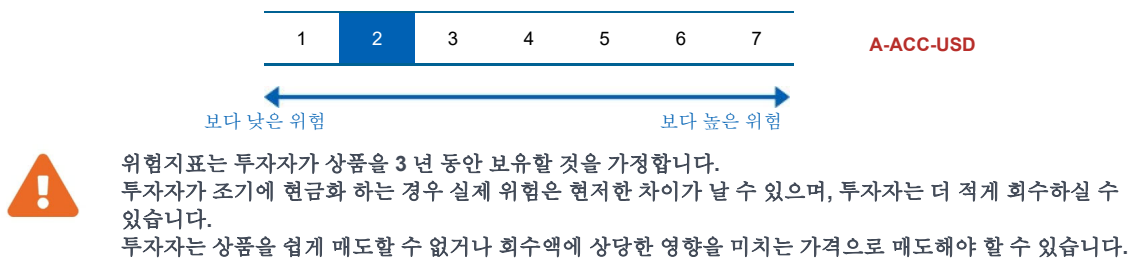 1 2 3 4 5 6 7 A-ACC-USD
보다 낮은 위험 보다 높은 위험
위험지표는 투자자가 상품을 3 년 동안 보유할 것을 가정합니다.
투자자가 조기에 현금화 하는 경우 실제 위험은 현저한 차이가 날 수 있으며, 투자자는 더 적게 회수하실 수
있습니다.
투자자는 상품을 쉽게 매도할 수 없거나 회수액에 상당한 영향을 미치는 가격으로 매도해야 할 수 있습니다.